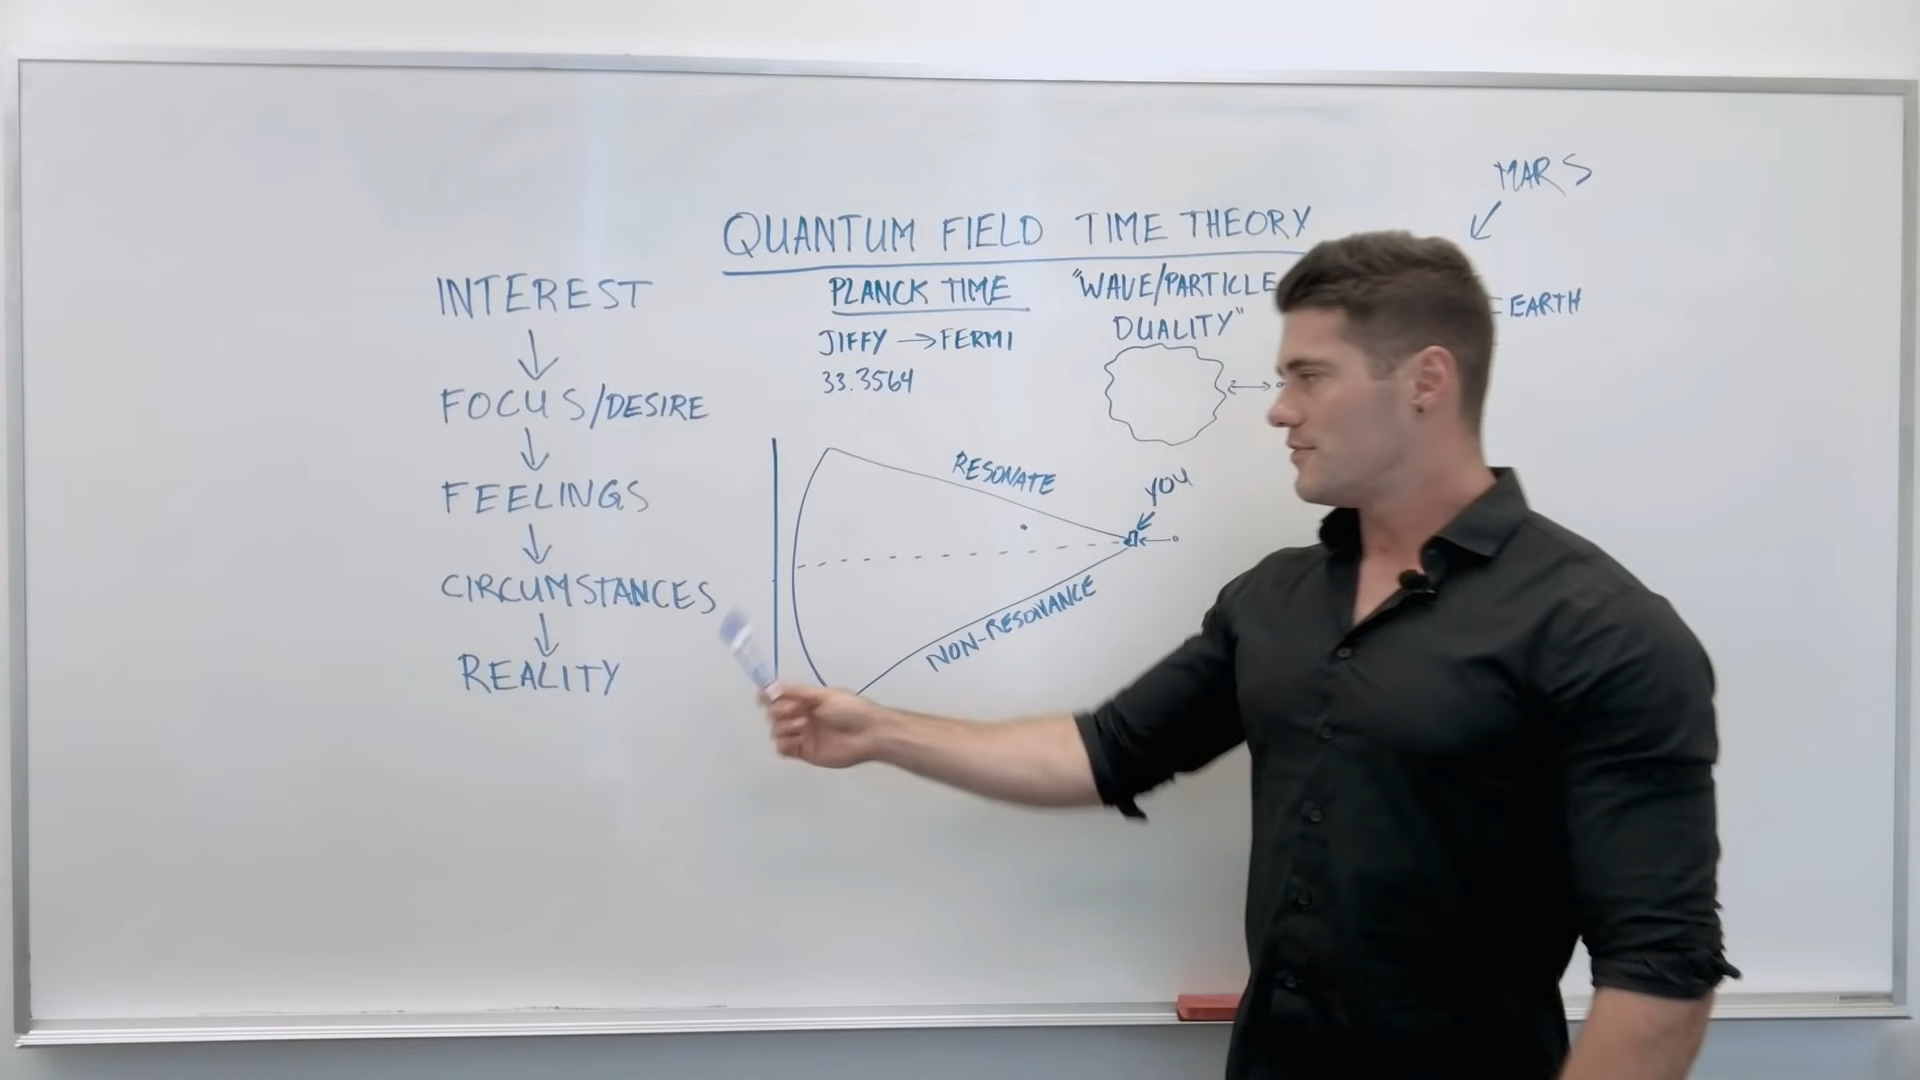 QUANTUM FIELD TIME THEORY
INTEREST
FOCUS/DESIRE
FEELINGS
CIRCUMSTANCES
REALITY
PLANCK TIME
JIFFY → FERMI
33.3564
"WAVE/PARTICLE
DUALITY"
RESONATE
YOU
NON-RESONANCE
MARS
EARTH